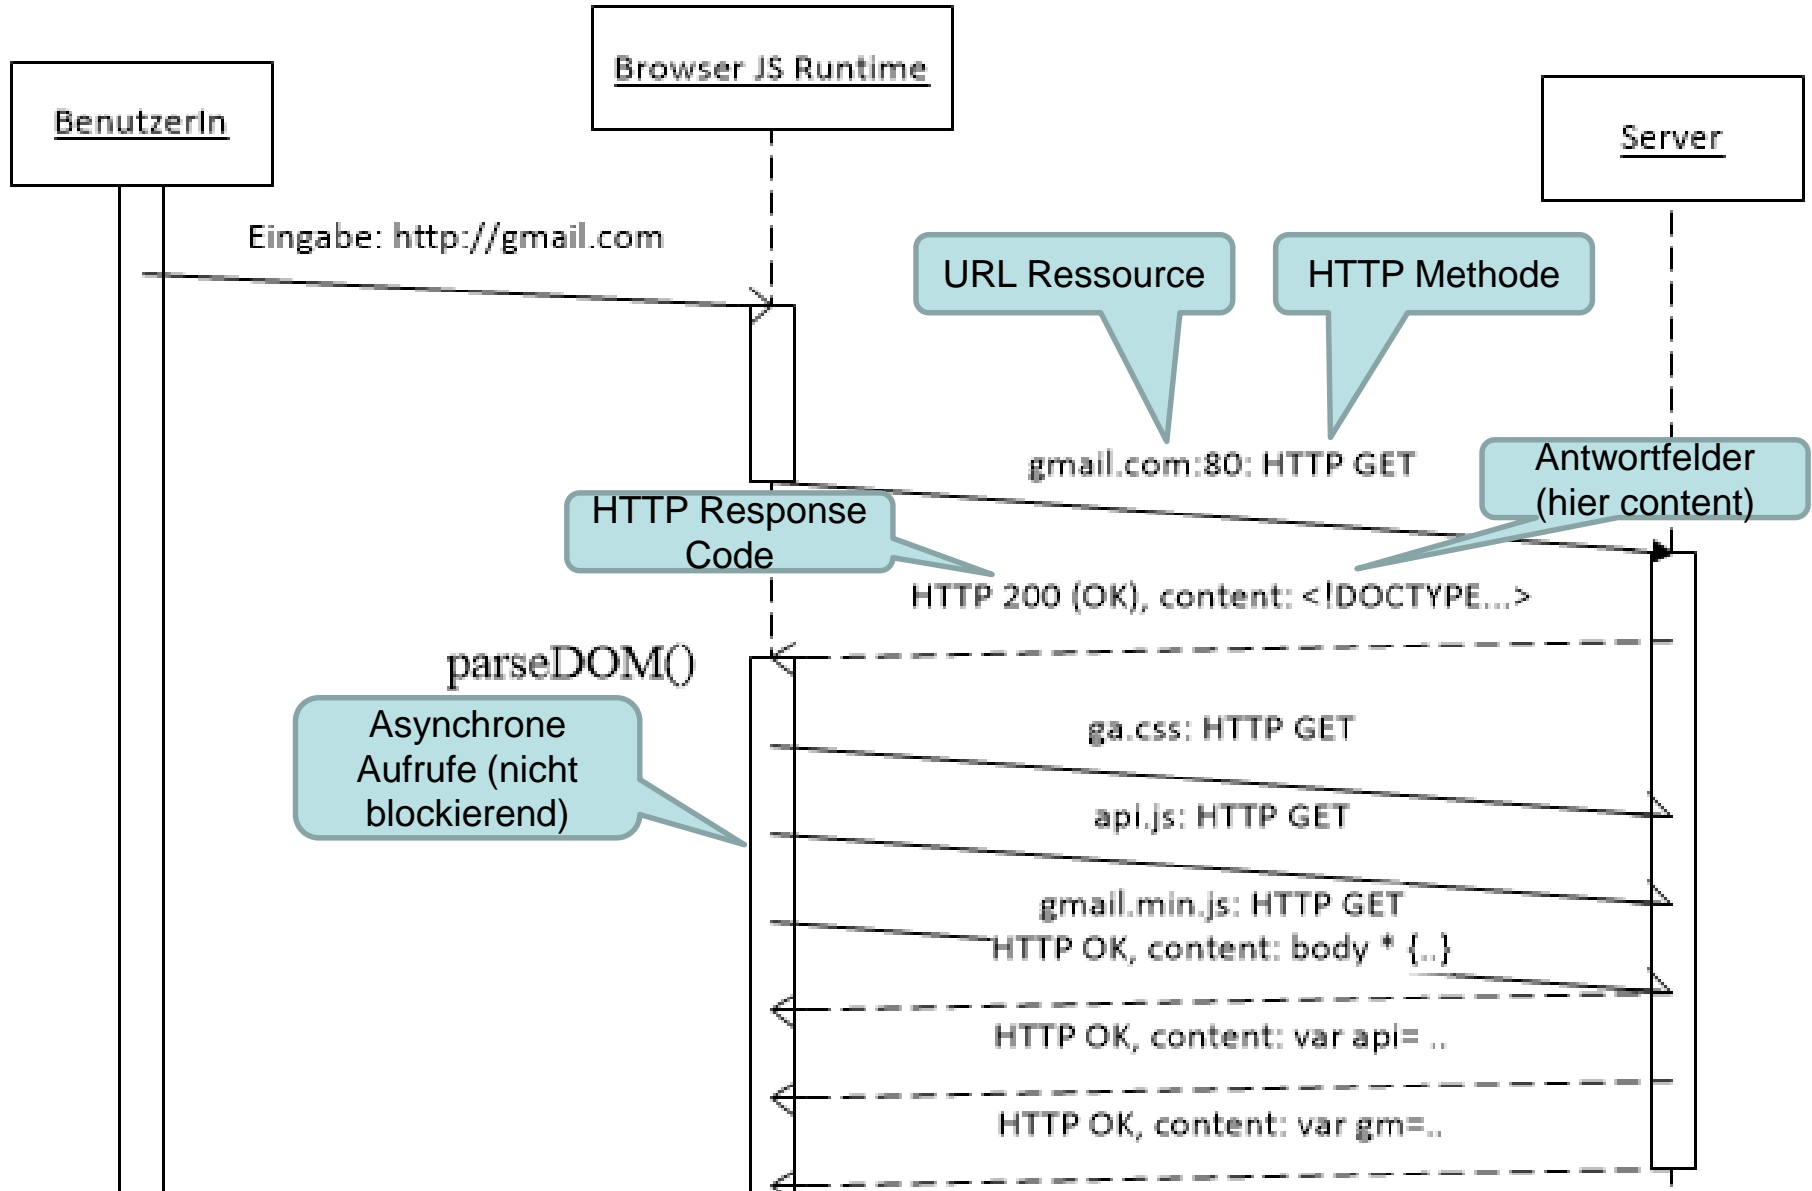 Browser JS Runtime
BenutzerIn
Server
Eingabe: http://gmail.com
URL Ressource
HTTP Methode
gmail.com:80: HTTP GET
Antwortfelder
(hier content)
HTTP Response
Code
HTTP 200 (OK), content: <!DOCTYPE...>
parseDOM()
Asynchrone
Aufrufe (nicht
blockierend)
ga.css: HTTP GET
api.js: HTTP GET
gmail.min.js: HTTP GET
HTTP OK, content: body * {..}
HTTP OK, content: var api= ..
HTTP OK, content: var gm=..